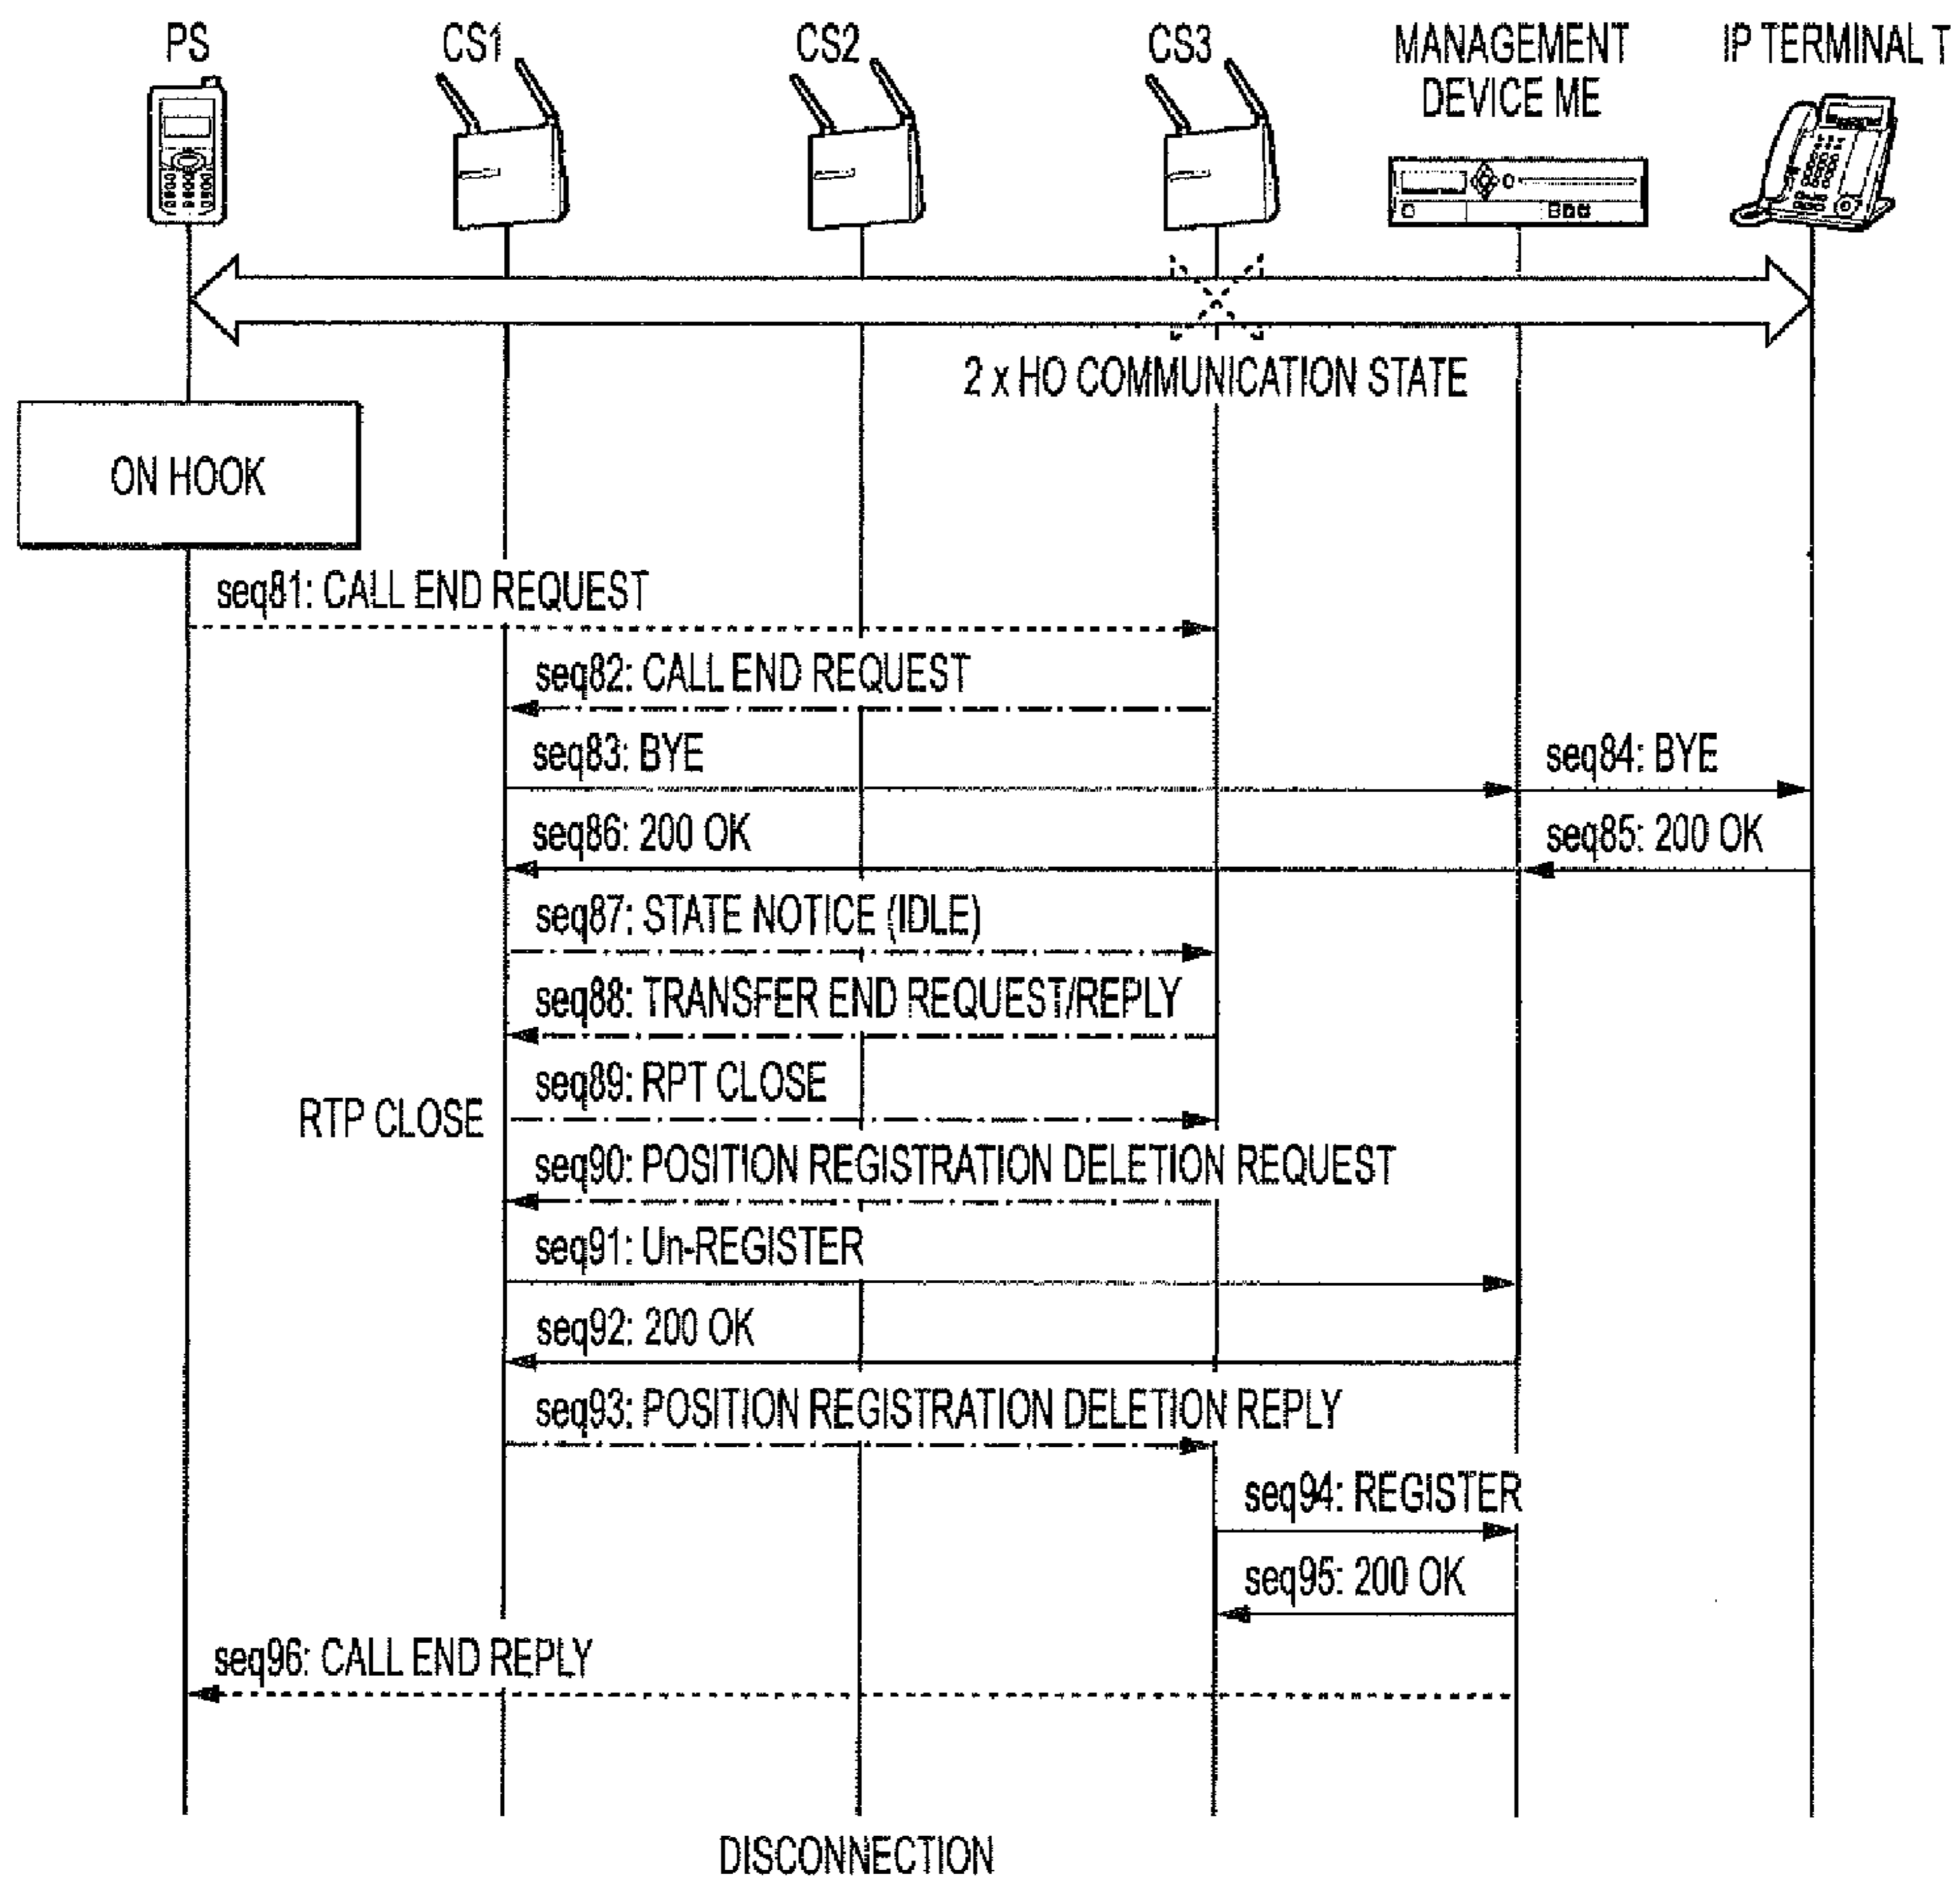 PS
CS1
CS2
CS3
MANAGEMENT
DEVICE ME
IP TERMINAL T
2 x HO COMMUNICATION STATE
ON HOOK
seq81: CALL END REQUEST
seq82: CALL END REQUEST
seq83: BYE
seq84: BYE
seq86: 200 OK
seq85: 200 OK
seq87: STATE NOTICE (IDLE)
seq88: TRANSFER END REQUEST/REPLY
seq89: RPT CLOSE
RTP CLOSE
seq90: POSITION REGISTRATION DELETION REQUEST
seq91: Un-REGISTER
seq92: 200 OK
seq93: POSITION REGISTRATION DELETION REPLY
seq94: REGISTER
seq95: 200 OK
seq96: CALL END REPLY
DISCONNECTION